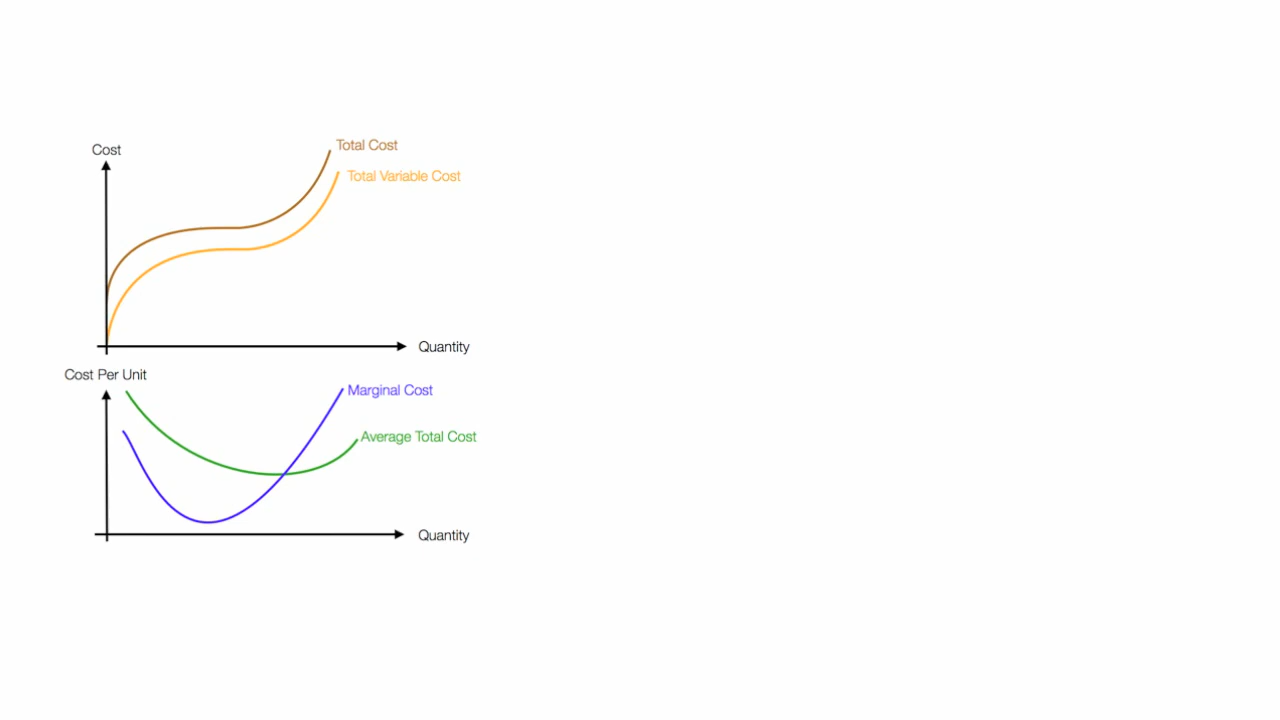 Cost
Total Cost
Total Variable Cost
Quantity
Cost Per Unit
Marginal Cost
Average Total Cost
Quantity